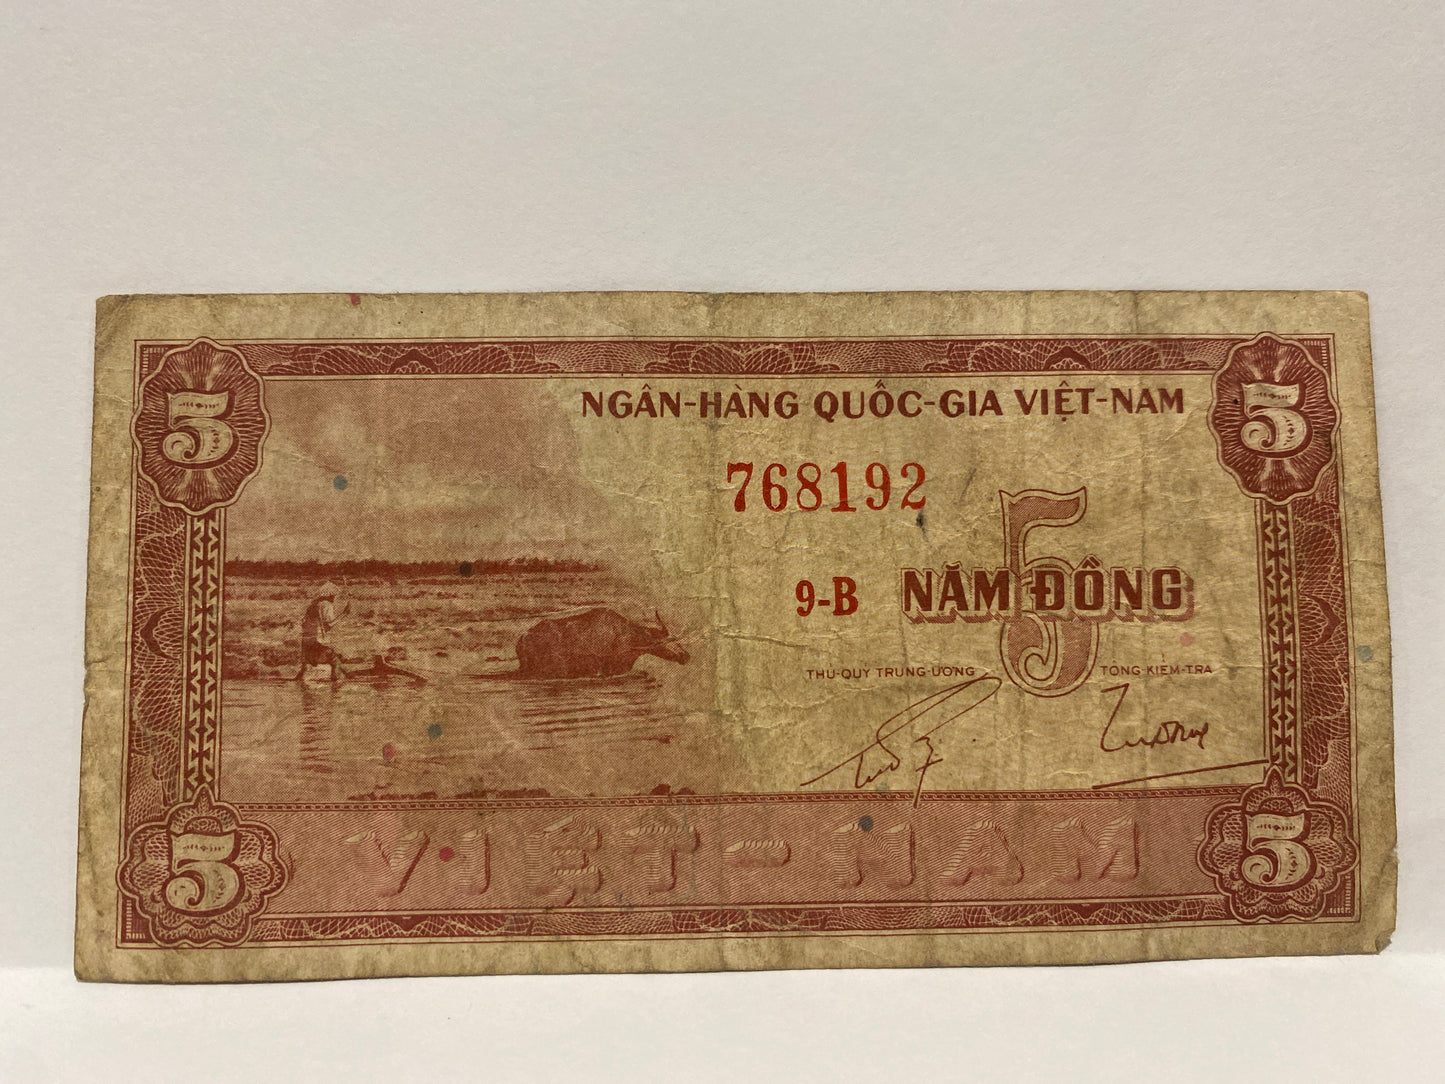 5 5
NGÂN-HÀNG QUỐC-GIA VIỆT-NAM
768192
5
9-B NĂM ĐỒNG
THỦ-QUỸ TRUNG-ƯƠNG TỔNG-KIỂM-TRA
VIỆT-NAM
5 5